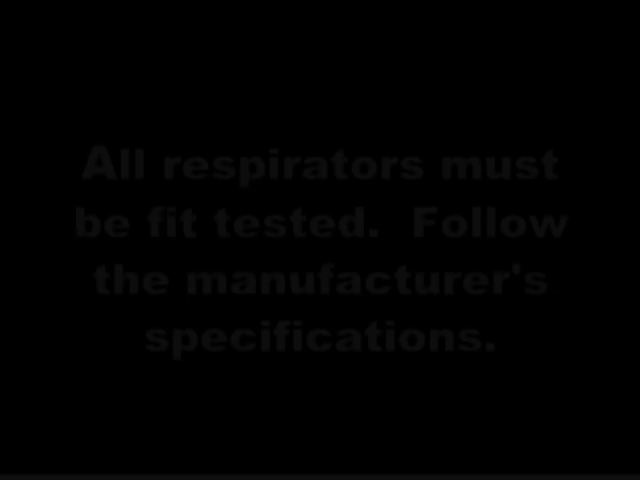 All respirators must
be fit tested.  Follow
the manufacturer's
specifications.